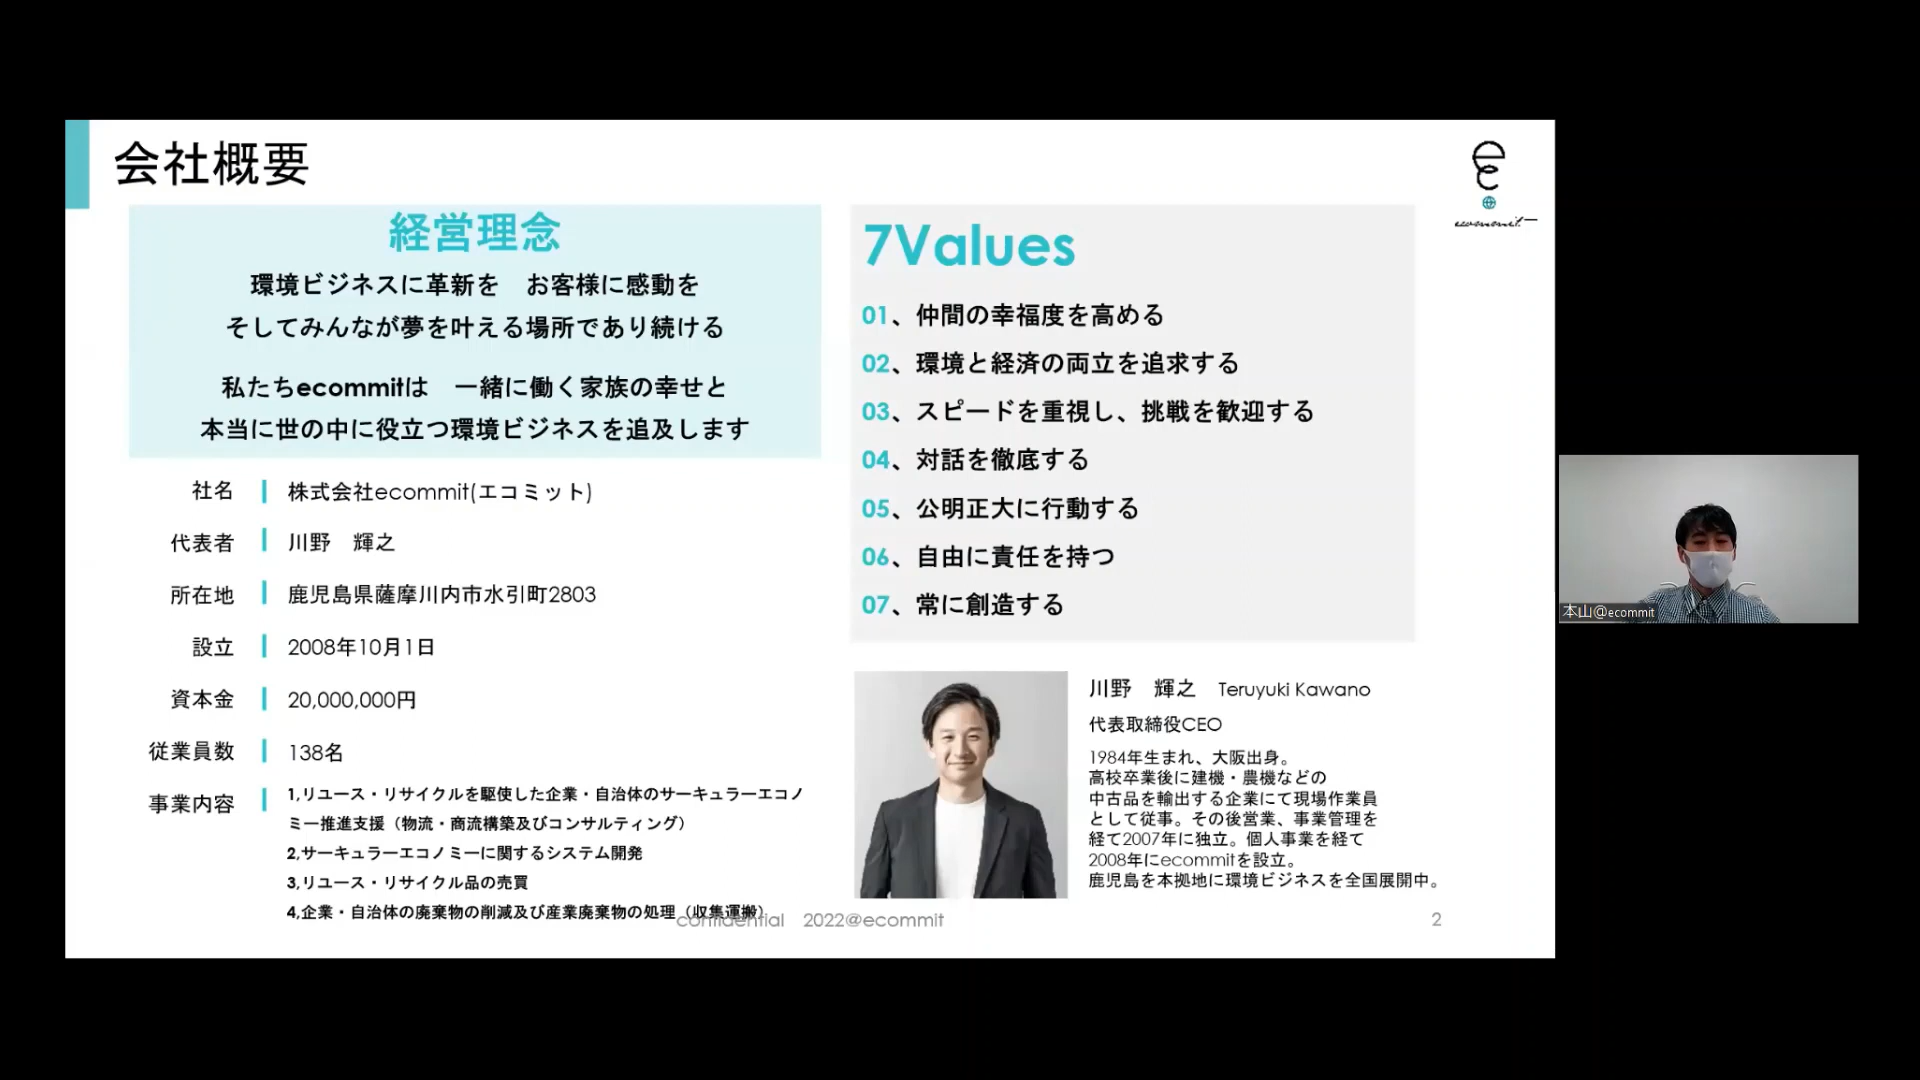 会社概要
経営理念
環境ビジネスに革新を　お客様に感動を
そしてみんなが夢を叶える場所であり続ける
私たちecommitは　一緒に働く家族の幸せと
本当に世の中に役立つ環境ビジネスを追及します
社名　株式会社ecommit(エコミット)
代表者　川野　輝之
所在地　鹿児島県薩摩川内市水引町2803
設立　2008年10月1日
資本金　20,000,000円
従業員数　138名
事業内容　1,リユース・リサイクルを駆使した企業・自治体のサーキュラーエコノ
ミー推進支援（物流・商流構築及びコンサルティング）
2,サーキュラーエコノミーに関するシステム開発
3,リユース・リサイクル品の売買
4,企業・自治体の廃棄物の削減及び産業廃棄物の処理（収集運搬）
7Values
01、仲間の幸福度を高める
02、環境と経済の両立を追求する
03、スピードを重視し、挑戦を歓迎する
04、対話を徹底する
05、公明正大に行動する
06、自由に責任を持つ
07、常に創造する
川野　輝之　Teruyuki Kawano
代表取締役CEO
1984年生まれ、大阪出身。
高校卒業後に建機・農機などの
中古品を輸出する企業にて現場作業員
として従事。その後営業、事業管理を
経て2007年に独立。個人事業を経て
2008年にecommitを設立。
鹿児島を本拠地に環境ビジネスを全国展開中。
confidential　2022@ecommit
2
ec
ecommit
本山@ecommit